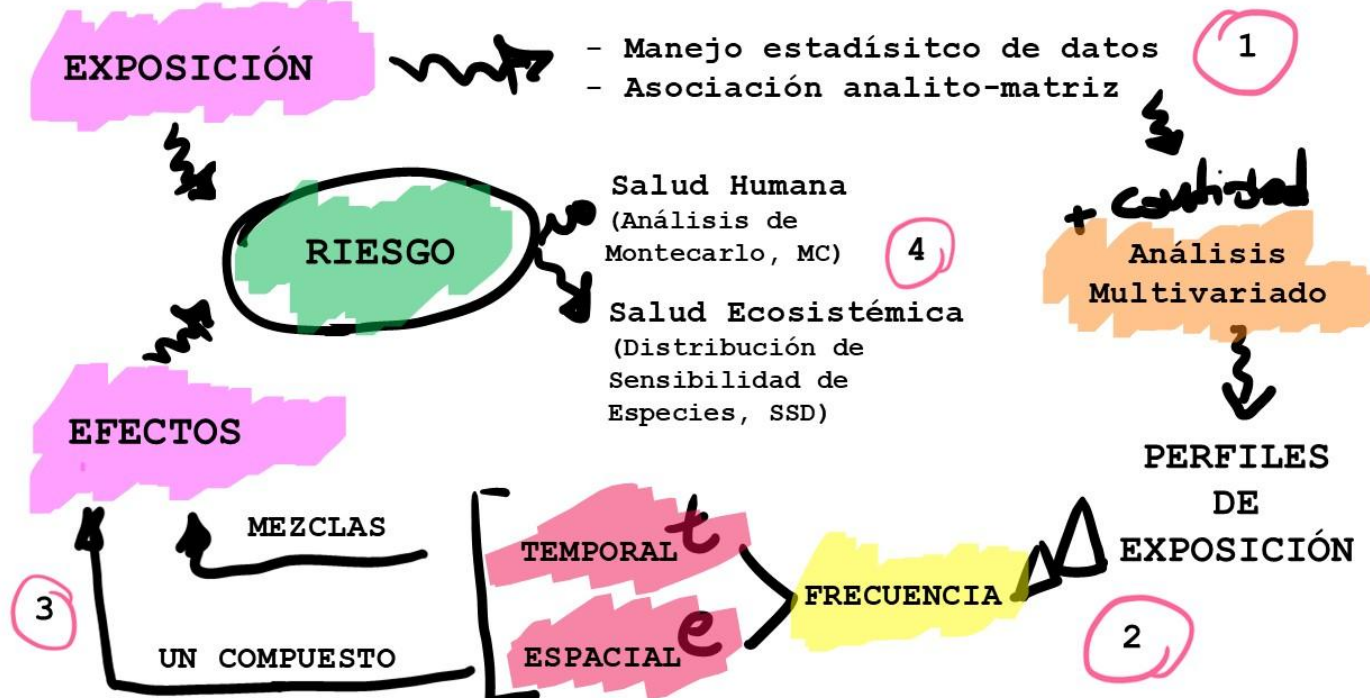 EXPOSICIÓN
- Manejo estadísitco de datos
- Asociación analito-matriz
1
+ cantidad
Análisis
Multivariado
PERFILES
DE
EXPOSICIÓN
2
FRECUENCIA
TEMPORAL t
ESPACIAL e
MEZCLAS
UN COMPUESTO
3
EFECTOS
RIESGO
Salud Humana
(Análisis de
Montecarlo, MC)
4
Salud Ecosistémica
(Distribución de
Sensibilidad de
Especies, SSD)